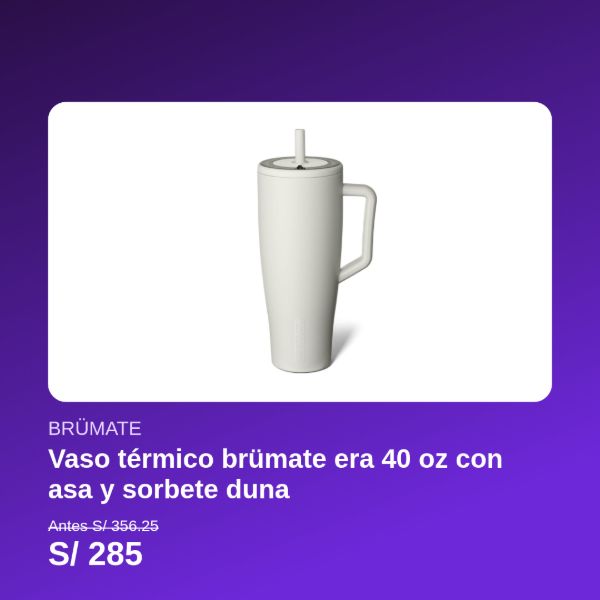 BRÜMATE
Vaso térmico brümate era 40 oz con
asa y sorbete duna
Antes S/ 356.25
S/ 285